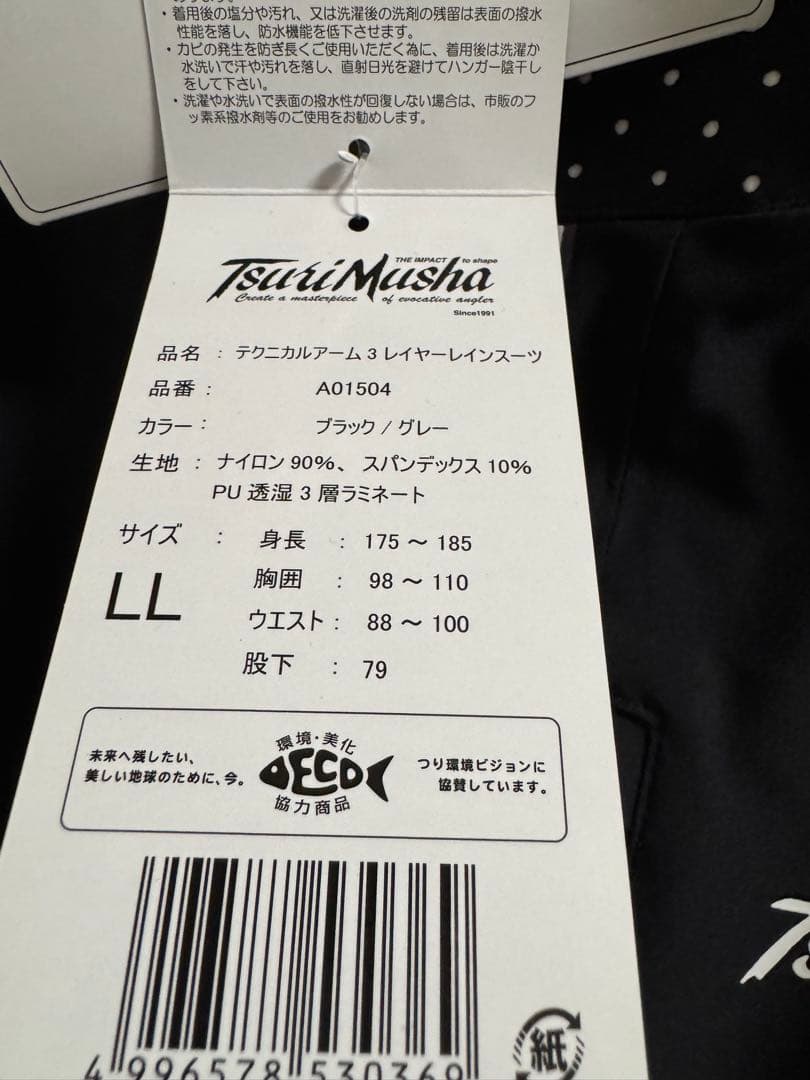 ・着用後の塩分や汚れ、又は洗濯後の洗剤の残留は表面の撥水
性能を落し、防水機能を低下させます。
・カビの発生を防ぎ長くご使用いただく為に、着用後は洗濯か
水洗いで汗や汚れを落し、直射日光を避けてハンガー陰干し
をして下さい。
・洗濯や水洗いで表面の撥水性が回復しない場合は、市販のフ
ッ素系撥水剤等のご使用をお勧めします。
THE IMPACT to shape
TsuriMusha
Create a masterpiece of evocative angler
Since1991
品名 : テクニカルアーム 3 レイヤーレインスーツ
品番 : A01504
カラー : ブラック / グレー
生地 : ナイロン 90%、スパンデックス 10%
PU 透湿 3 層ラミネート
サイズ : 身長 : 175 ～ 185
LL
胸囲 : 98 ～ 110
ウエスト : 88 ～ 100
股下 : 79
未来へ残したい、
美しい地球のために、今。
環境・美化
ECO
協力商品
つり環境ビジョンに
協賛しています。
4 996578 530369
紙